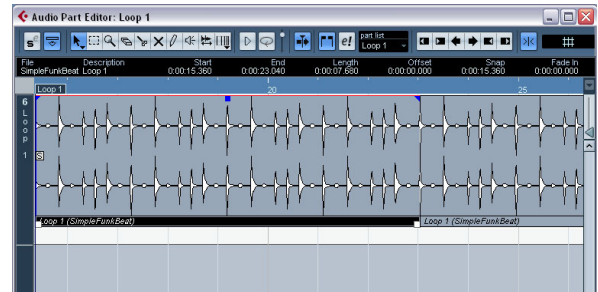 Audio Part Editor: Loop 1
part list
Loop 1
File Description Start End Length Offset Snap Fade In
SimpleFunkBeat Loop 1 0:00:15.360 0:00:23.040 0:00:07.680 0:00:00.000 0:00:15.360 0:00:00.000
Loop 1 20 25
6
Loop 1
S
Loop 1 (SimpleFunkBeat) Loop 1 (SimpleFunkBeat)